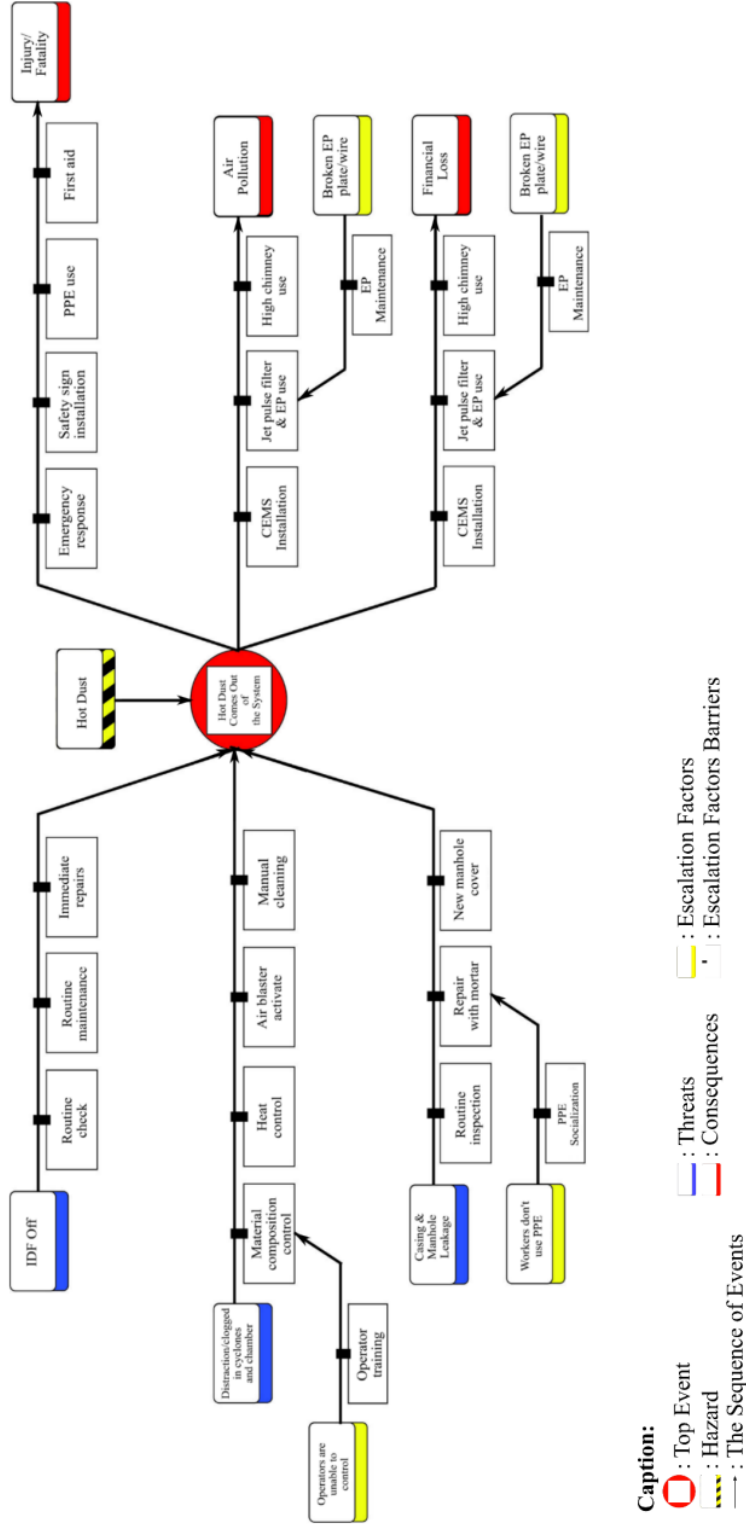 IDF Off
Routine
check
Routine
maintenance
Immediate
repairs
Distraction/clogged
in cyclones
and chamber
Material
composition
control
Heat
control
Air blaster
activate
Manual
cleaning
Operators are
unable to
control
Operator
training
Casing &
Manhole
Leakage
Routine
inspection
Repair
with mortar
New manhole
cover
Workers don't
use PPE
PPE
Socialization
Hot Dust
Hot Dust
Comes Out
of
the System
Emergency
response
Safety sign
installation
PPE use
First aid
Injury/
Fatality
CEMS
Installation
Jet pulse filter
& EP use
High chimney
use
Air
Pollution
EP
Maintenance
Broken EP
plate/wire
CEMS
Installation
Jet pulse filter
& EP use
High chimney
use
Financial
Loss
EP
Maintenance
Broken EP
plate/wire
Caption:
: Top Event
: Hazard
: The Sequence of Events
: Threats
: Consequences
: Escalation Factors
: Escalation Factors Barriers